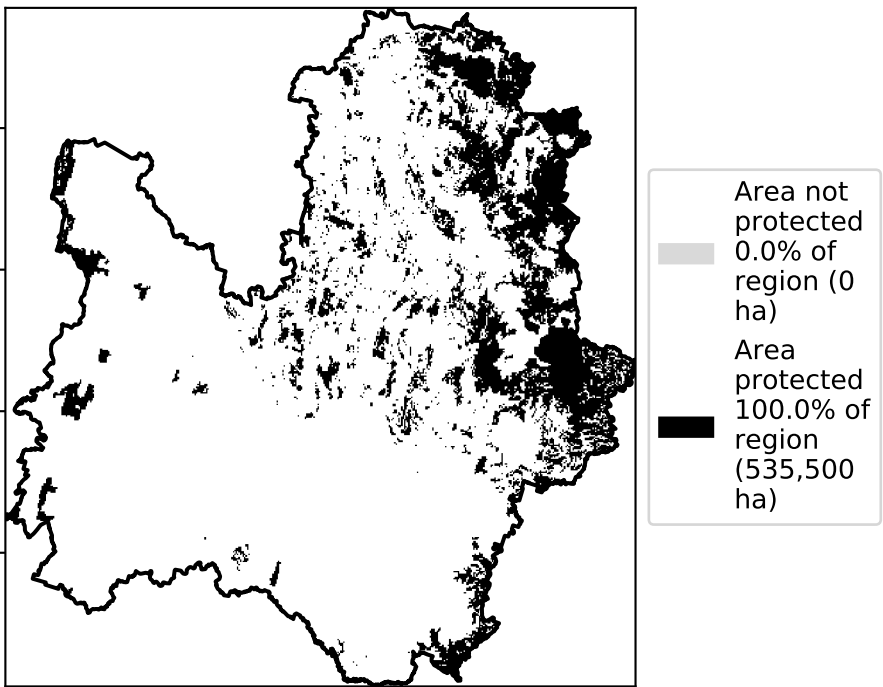 Area not
protected
0.0% of
region (0
ha)
Area
protected
100.0% of
region
(535,500
ha)